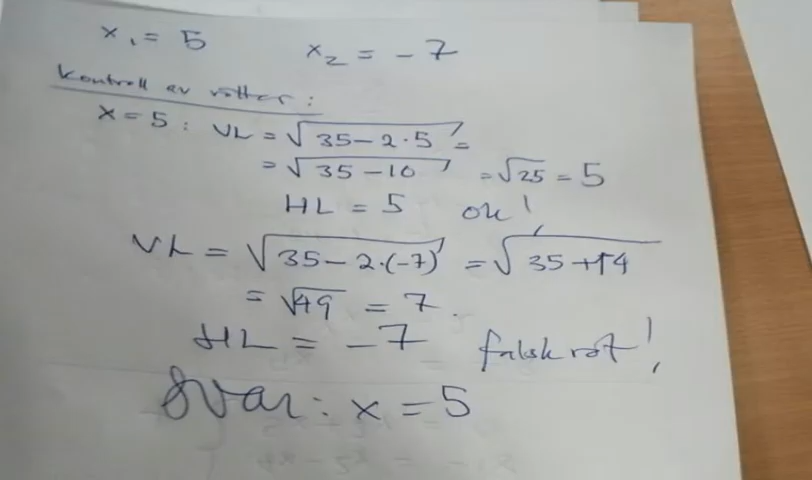 x₁ = 5 x₂ = -7
Kontroll av rötter:
x = 5 : VL = √(35 - 2·5) =
= √(35 - 10) = √25 = 5
HL = 5 ok!
VL = √(35 - 2·(-7)) = √(35 + 14)
= √49 = 7.
HL = -7 falsk rot!
Svar: x = 5